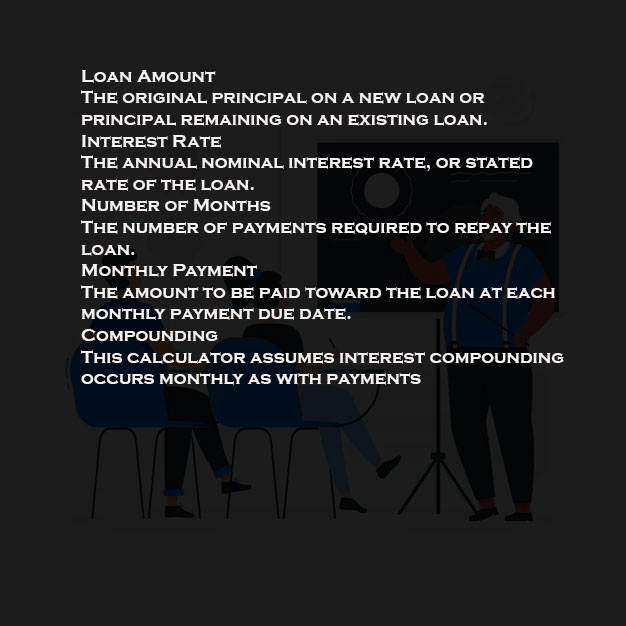 Loan Amount
The original principal on a new loan or
principal remaining on an existing loan.
Interest Rate
The annual nominal interest rate, or stated
rate of the loan.
Number of Months
The number of payments required to repay the
loan.
Monthly Payment
The amount to be paid toward the loan at each
monthly payment due date.
Compounding
This calculator assumes interest compounding
occurs monthly as with payments